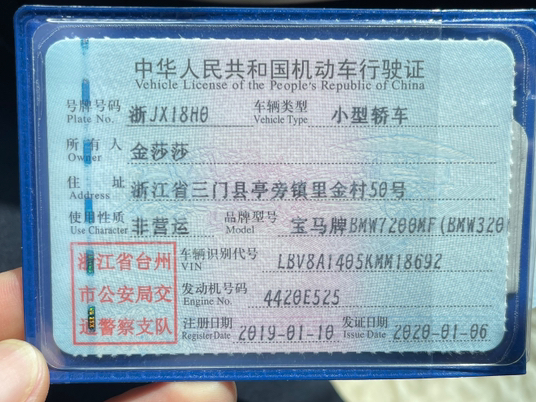 中华人民共和国机动车行驶证
Vehicle License of the People's Republic of China
号牌号码 浙JX18H0 车辆类型 小型轿车
Plate No. Vehicle Type
所有人 金莎莎
Owner
住址 浙江省三门县亭旁镇里金村50号
Address
使用性质 非营运 品牌型号 宝马牌BMW7200MF(BMW320
Use Character Model
浙江省台州
市公安局交
通警察支队
车辆识别代号 LBV8A1405KMM18692
VIN
发动机号码 4420E525
Engine No.
注册日期 2019-01-10 发证日期 2020-01-06
Register Date Issue Date